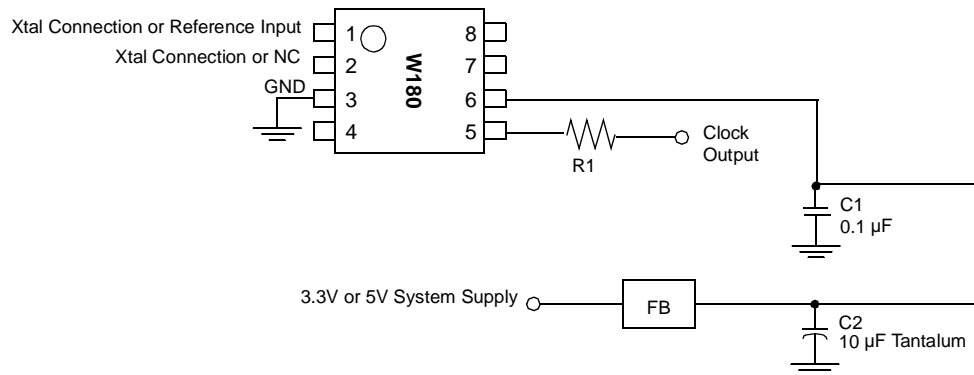 Xtal Connection or Reference Input
Xtal Connection or NC
GND
1
2
3
4
W180
8
7
6
5
R1
Clock
Output
C1
0.1 µF
3.3V or 5V System Supply
FB
C2
10 µF Tantalum